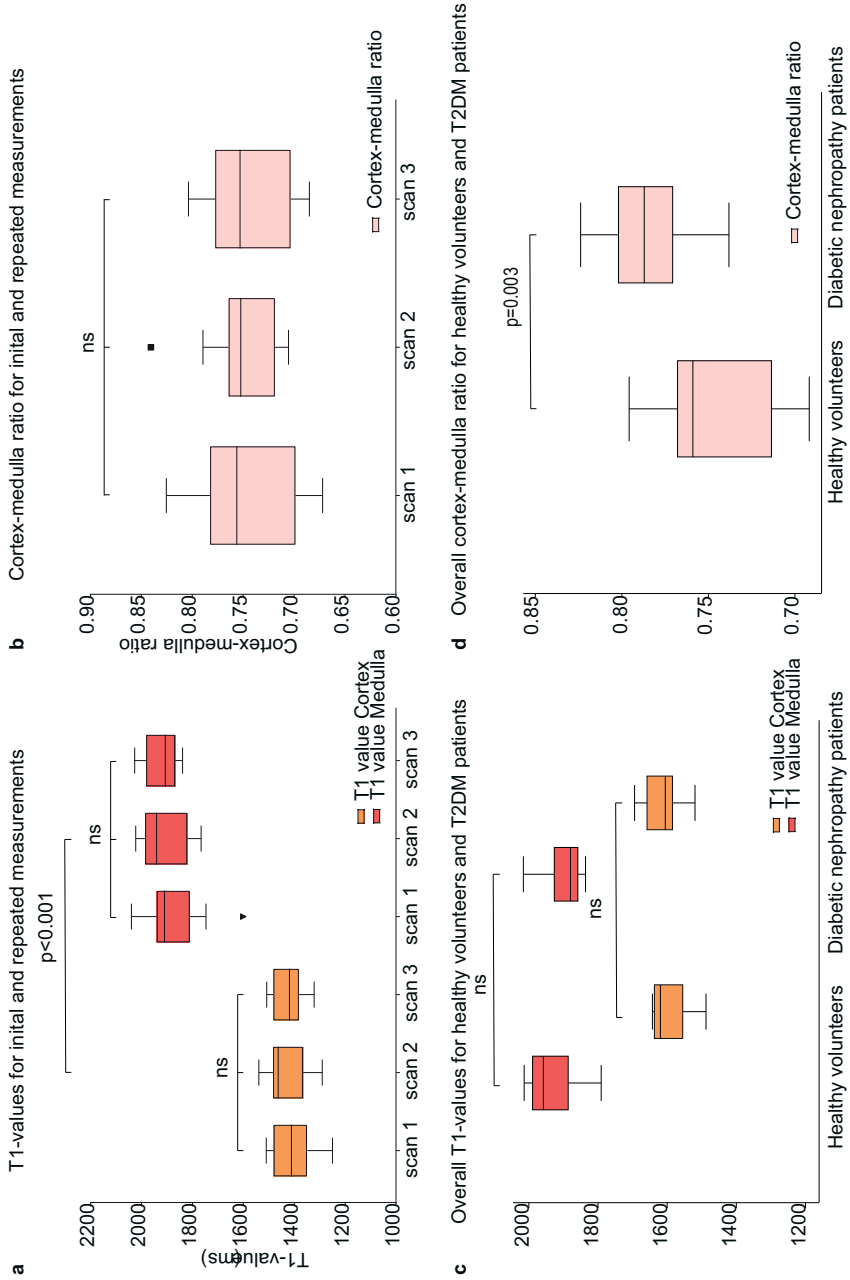 a
T1-values for inital and repeated measurements
p<0.001
ns
ns
2200
2000
1800
1600
1400
1200
1000
T1-value(ms)
scan 1
scan 2
scan 3
scan 1
scan 2
scan 3
T1 value Cortex
T1 value Medulla
b
Cortex-medulla ratio for inital and repeated measurements
ns
0.90
0.85
0.80
0.75
0.70
0.65
0.60
Cortex-medulla ratio
scan 1
scan 2
scan 3
Cortex-medulla ratio
c
Overall T1-values for healthy volunteers and T2DM patients
ns
ns
2000
1800
1600
1400
1200
T1 value Cortex
T1 value Medulla
Healthy volunteers
Diabetic nephropathy patients
d
Overall cortex-medulla ratio for healthy volunteers and T2DM patients
p=0.003
0.85
0.80
0.75
0.70
Cortex-medulla ratio
Healthy volunteers
Diabetic nephropathy patients